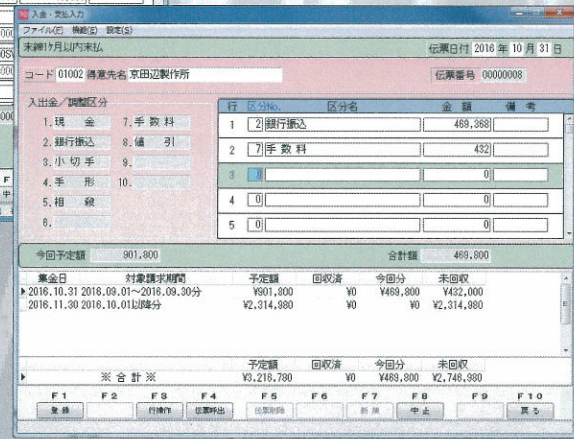 入金・支払入力
ファイル(F) 機能(E) 設定(S)
末締1ヶ月以内末払 伝票日付 2016 年 10 月 31 日
コード 01002 得意先名 京田辺製作所 伝票番号 00000008
入出金/調整区分
1.現 金 7.手 数 料
2.銀行振込 8.値 引
3.小 切 手 9.
4.手 形 10.
5.相 殺
6.
行 区分No. 区分名 金 額 備 考
1 2 銀行振込 469,368
2 7 手 数 料 432
3 0 0
4 0 0
5 0 0
今回予定額 901,800 合計額 469,800
集金日 対象請求期間 予定額 回収済 今回分 未回収
2016.10.31 2016.09.01~2016.09.30分 ¥901,800 ¥0 ¥469,800 ¥432,000
2016.11.30 2016.10.01以降分 ¥2,314,980 ¥0 ¥0 ¥2,314,980
予定額 回収済 今回分 未回収
※ 合 計 ※ ¥3,216,780 ¥0 ¥469,800 ¥2,746,980
F 1 F 2 F 3 F 4 F 5 F 6 F 7 F 8 F 9 F 10
登 録 行操作 伝票呼出 伝票削除 新 規 中 止 戻 る